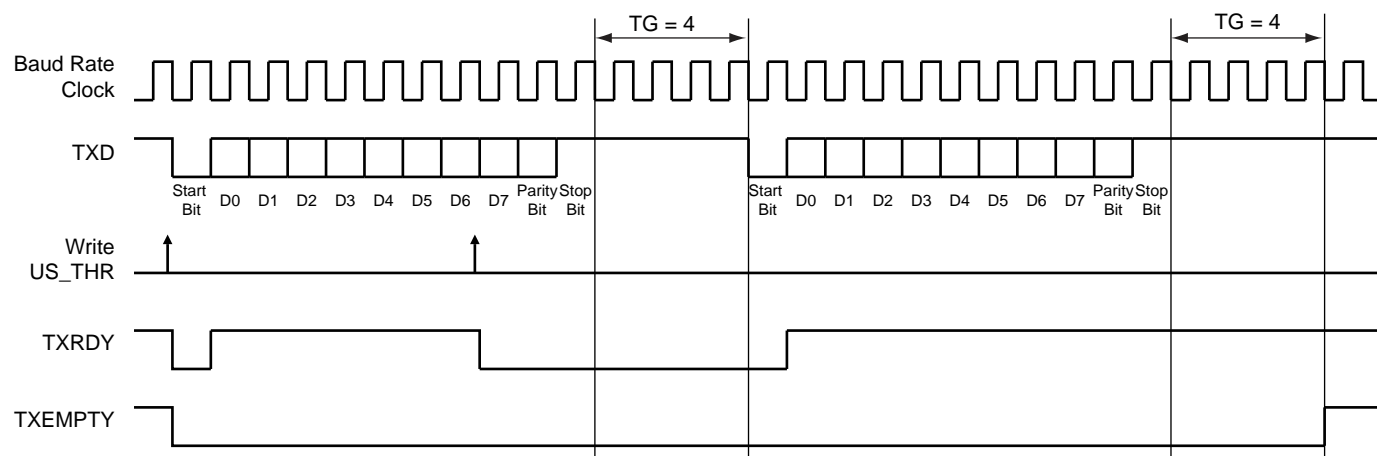 TG = 4
TG = 4
Baud Rate
Clock
TXD
Start
Bit
D0
D1
D2
D3
D4
D5
D6
D7
Parity
Bit
Stop
Bit
Start
Bit
D0
D1
D2
D3
D4
D5
D6
D7
Parity
Bit
Stop
Bit
Write
US_THR
TXRDY
TXEMPTY